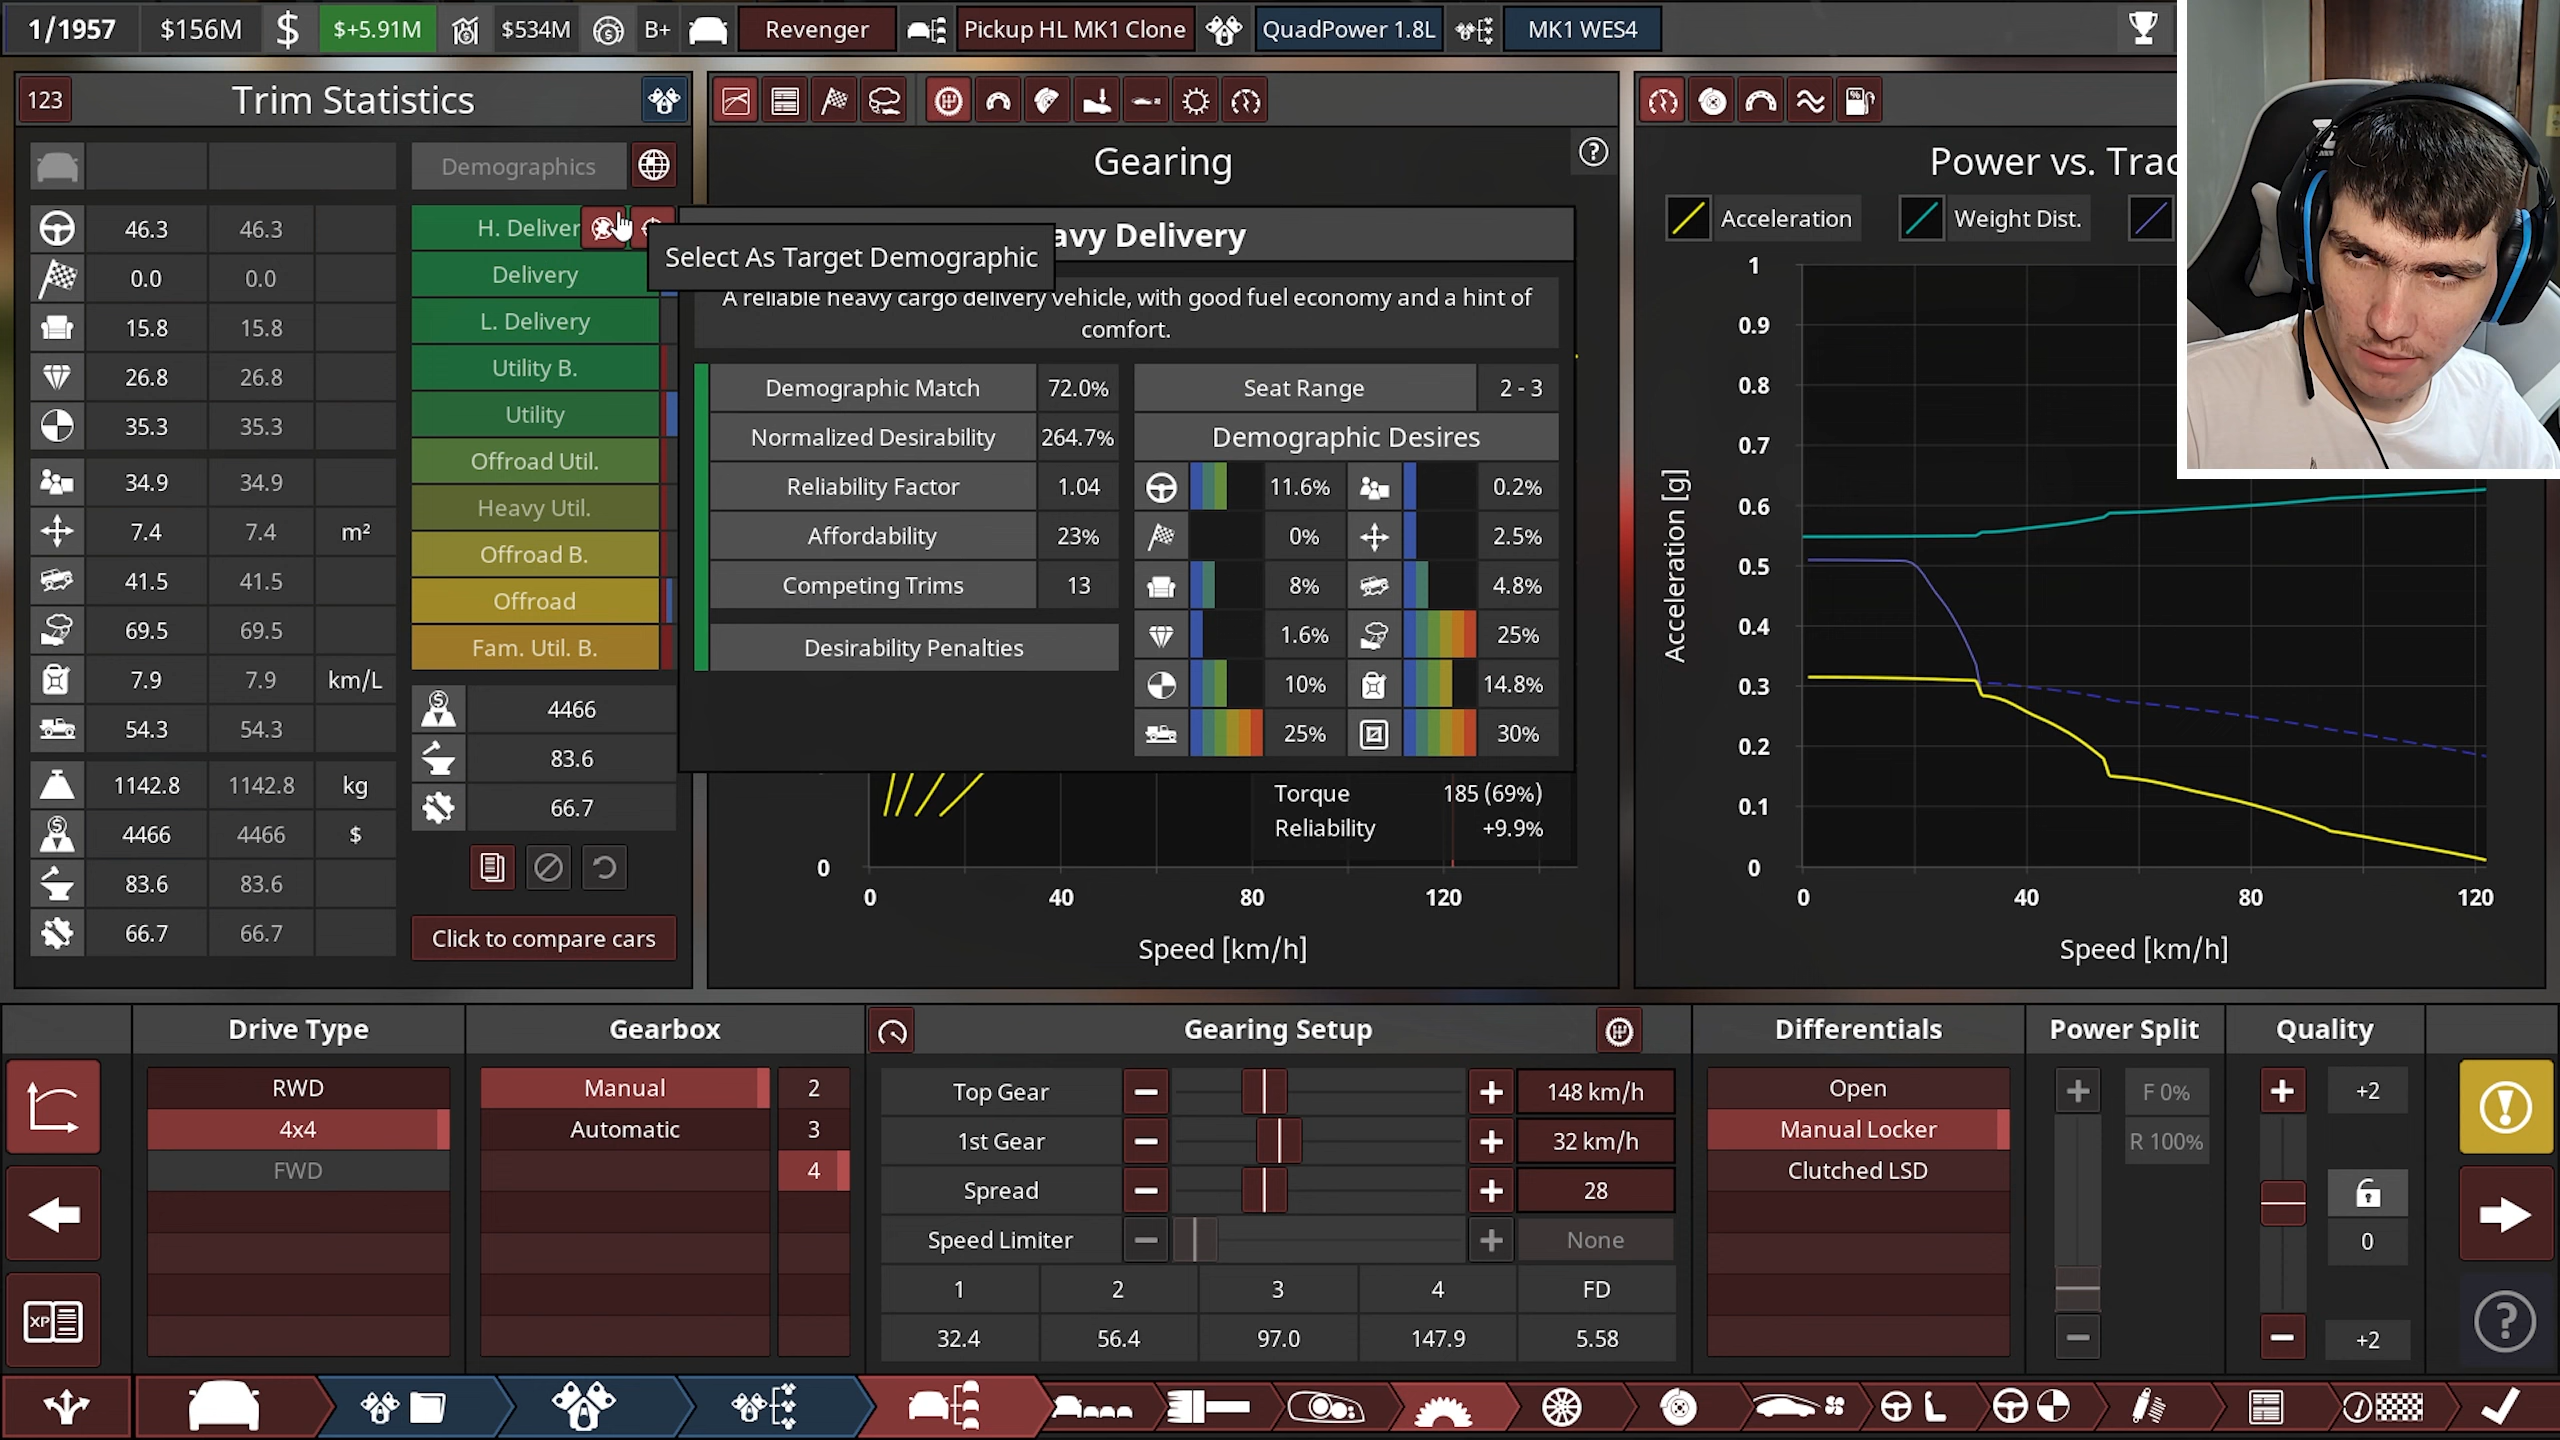 1/1957 $156M $ $+5.91M $534M B+ Revenger Pickup HL MK1 Clone QuadPower 1.8L MK1 WES4
123 Trim Statistics
Demographics
46.3 46.3
0.0 0.0
15.8 15.8
26.8 26.8
35.3 35.3
34.9 34.9
7.4 7.4 m²
41.5 41.5
69.5 69.5
7.9 7.9 km/L
54.3 54.3
1142.8 1142.8 kg
4466 4466 $
83.6 83.6
66.7 66.7
H. Deliver
Delivery
L. Delivery
Utility B.
Utility
Offroad Util.
Heavy Util.
Offroad B.
Offroad
Fam. Util. B.
4466
83.6
66.7
Click to compare cars
Gearing
?
Select As Target Demographic
avy Delivery
A reliable heavy cargo delivery vehicle, with good fuel economy and a hint of
comfort.
Demographic Match 72.0%
Normalized Desirability 264.7%
Reliability Factor 1.04
Affordability 23%
Competing Trims 13
Desirability Penalties
Seat Range 2 - 3
Demographic Desires
11.6% 0.2%
0% 2.5%
8% 4.8%
1.6% 25%
10% 14.8%
25% 30%
Torque 185 (69%)
Reliability +9.9%
0
0 40 80 120
Speed [km/h]
Power vs. Trac
Acceleration Weight Dist.
Acceleration [g]
1
0.9
0.8
0.7
0.6
0.5
0.4
0.3
0.2
0.1
0
0 40 80 120
Speed [km/h]
Drive Type
RWD
4x4
FWD
Gearbox
Manual
Automatic
2
3
4
Gearing Setup
Top Gear − + 148 km/h
1st Gear − + 32 km/h
Spread − + 28
Speed Limiter − + None
1 2 3 4 FD
32.4 56.4 97.0 147.9 5.58
Differentials
Open
Manual Locker
Clutched LSD
Power Split
+ F 0%
R 100%
−
Quality
+ +2
0
− +2
XP
?